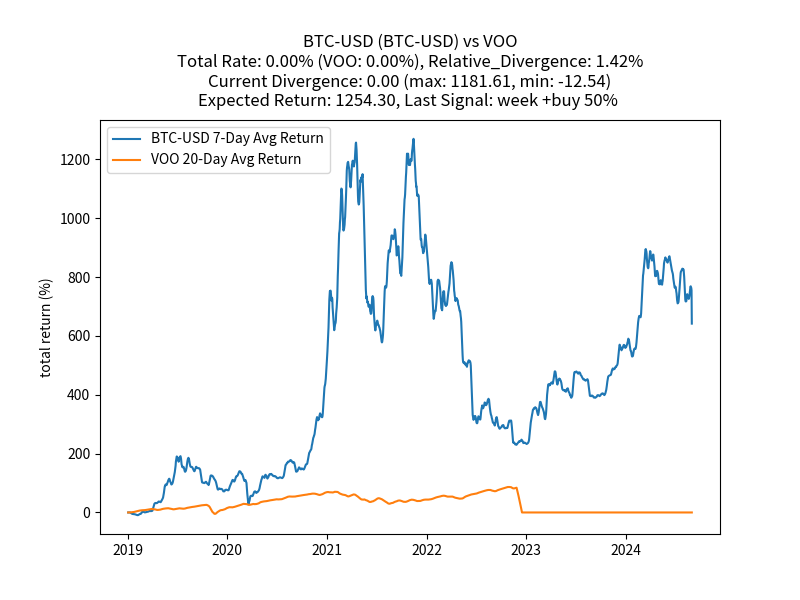 BTC-USD (BTC-USD) vs VOO
Total Rate: 0.00% (VOO: 0.00%), Relative_Divergence: 1.42%
Current Divergence: 0.00 (max: 1181.61, min: -12.54)
Expected Return: 1254.30, Last Signal: week +buy 50%
BTC-USD 7-Day Avg Return
VOO 20-Day Avg Return
total return (%)
1200
1000
800
600
400
200
0
2019 2020 2021 2022 2023 2024